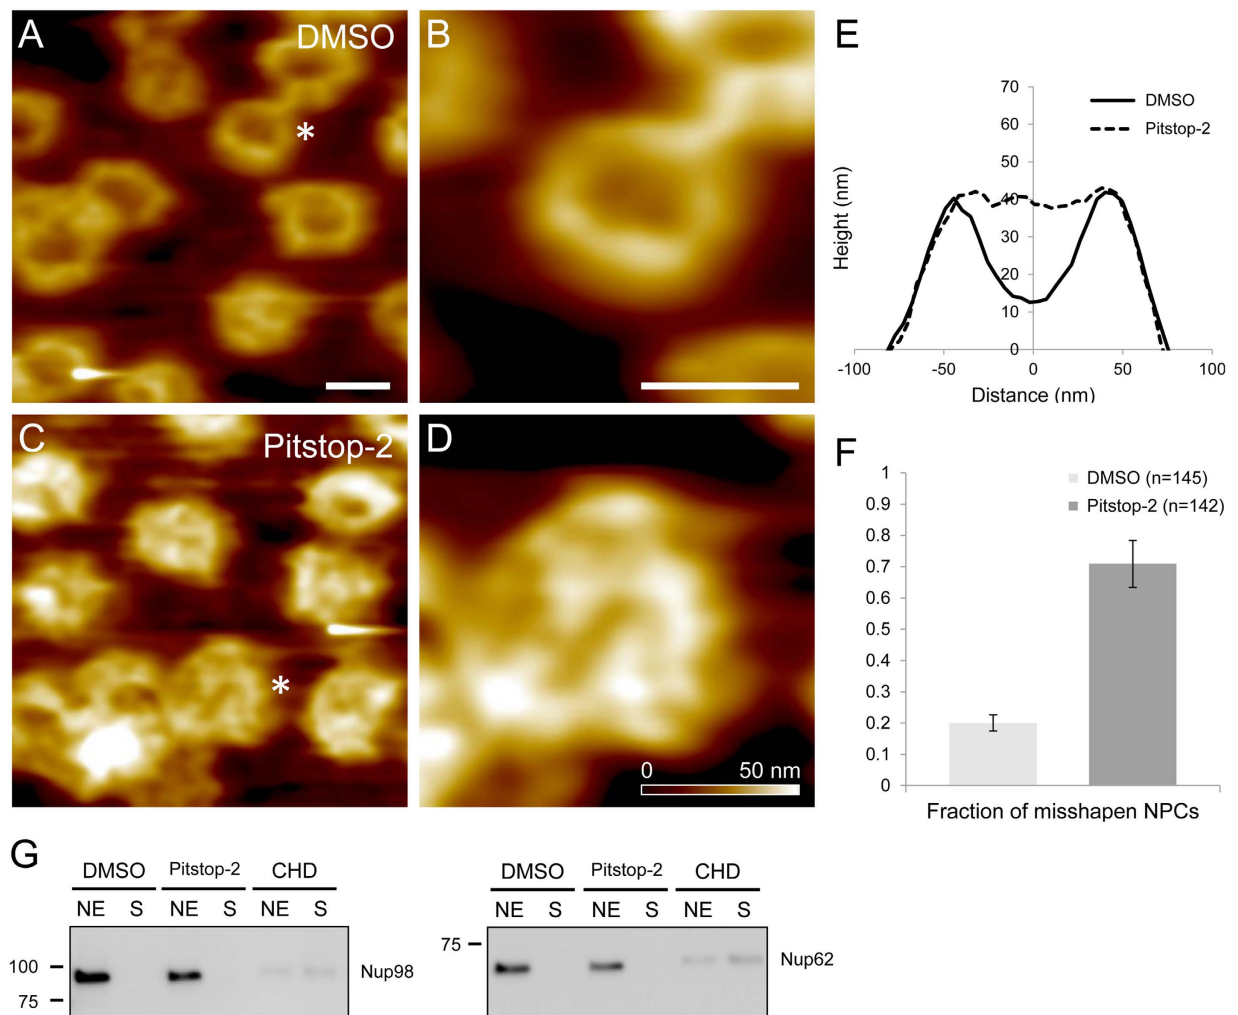 A
DMSO
*
B
C
Pitstop-2
*
D
0 50 nm
E
70
60
50
40
30
20
10
0
Height (nm)
-100 -50 0 50 100
Distance (nm)
DMSO
Pitstop-2
F
1
0.9
0.8
0.7
0.6
0.5
0.4
0.3
0.2
0.1
0
DMSO (n=145)
Pitstop-2 (n=142)
Fraction of misshapen NPCs
G
DMSO Pitstop-2 CHD
NE S NE S NE S
100
75
Nup98
DMSO Pitstop-2 CHD
NE S NE S NE S
75
Nup62